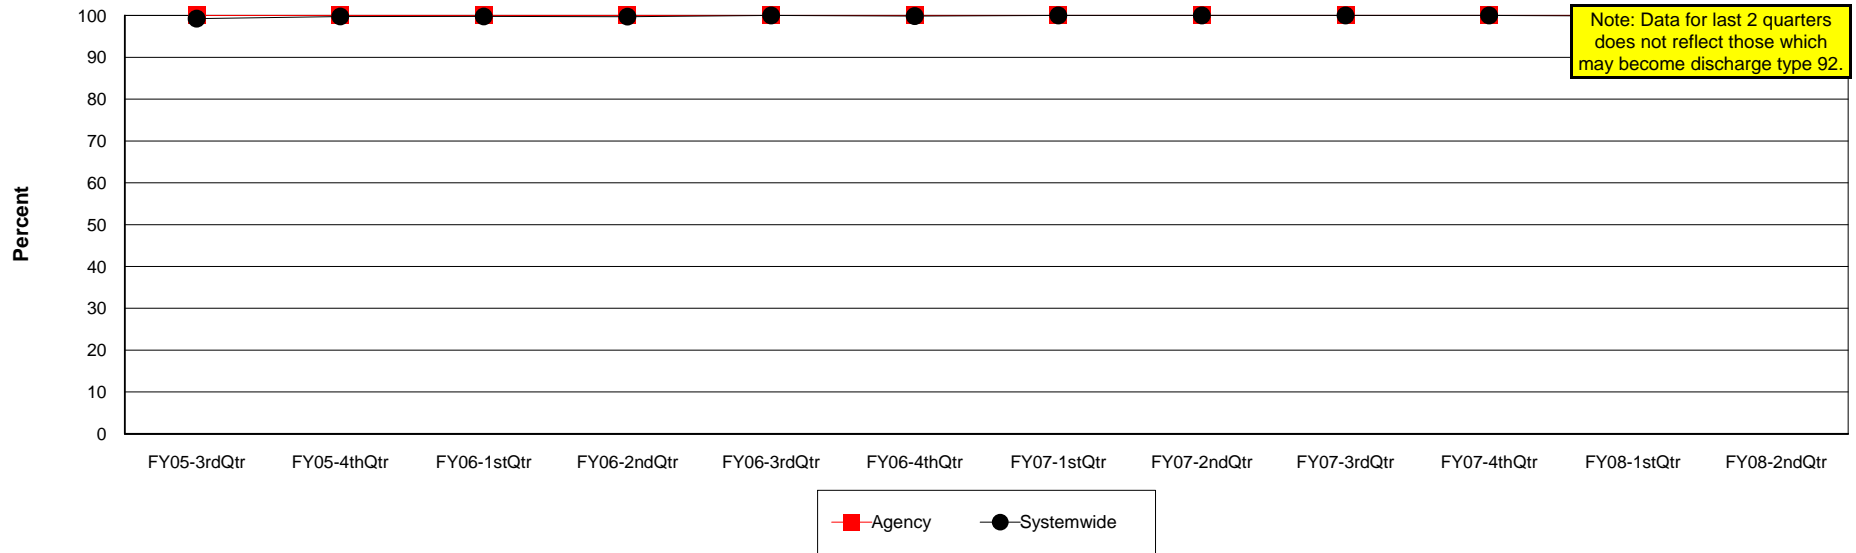 100
Note: Data for last 2 quarters
does not reflect those which
may become discharge type 92.
90
80
70
60
50
40
30
20
10
0
Percent
FY05-3rdQtr FY05-4thQtr FY06-1stQtr FY06-2ndQtr FY06-3rdQtr FY06-4thQtr FY07-1stQtr FY07-2ndQtr FY07-3rdQtr FY07-4thQtr FY08-1stQtr FY08-2ndQtr
Agency Systemwide